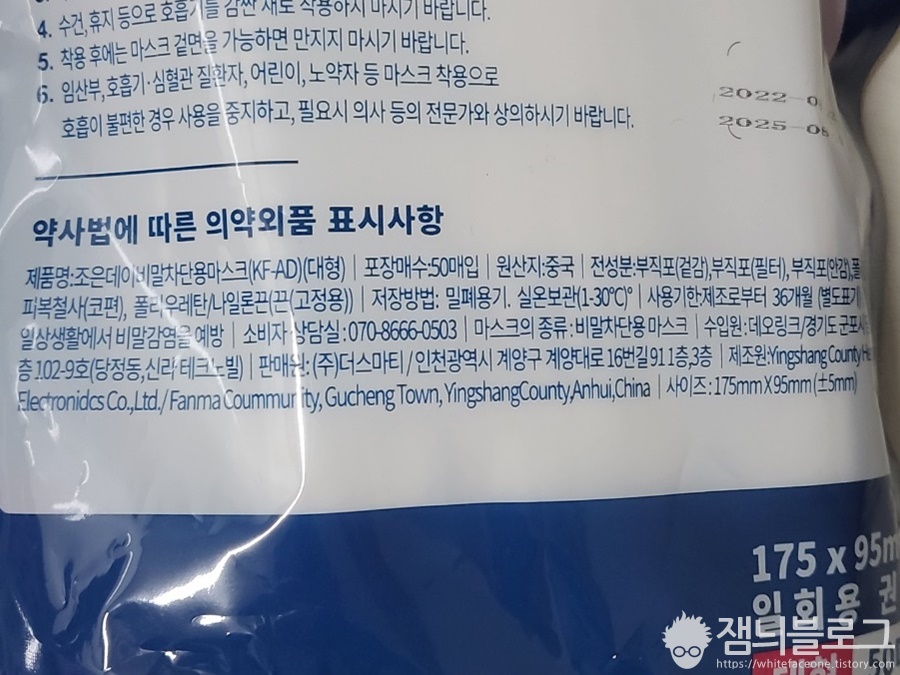 4. 수건, 휴지 등으로 호흡기를 감싼 채로 착용하지 마시기 바랍니다.
5. 착용 후에는 마스크 겉면을 가능하면 만지지 마시기 바랍니다.
6. 임산부, 호흡기·심혈관 질환자, 어린이, 노약자 등 마스크 착용으로
호흡이 불편한 경우 사용을 중지하고, 필요시 의사 등의 전문가와 상의하시기 바랍니다.
2022-0
2025-08
약사법에 따른 의약외품 표시사항
제품명:조은데이비말차단용마스크(KF-AD)(대형) | 포장매수:50매입 | 원산지:중국 | 전성분:부직포(겉감),부직포(필터), 부직포(안감),폴
피복철사(코편), 폴리우레탄/나일론끈(끈(고정용)) | 저장방법: 밀폐용기. 실온보관(1-30°C)° | 사용기한제조로부터 36개월 (별도표기
일상생활에서 비말감염을 예방 | 소비자 상담실 : 070-8666-0503 | 마스크의 종류 : 비말차단용 마스크 | 수입원 : 데오링크/경기도 군포시
층 102-9호(당정동,신라 테크노빌) | 판매원 : (주)더스마티 / 인천광역시 계양구 계양대로 16번길 91 1층,3층 | 제조원:Yingshang County He
Electronidcs Co.,Ltd./ Fanma Coummunity, Gucheng Town, YingshangCounty,Anhui,China | 사이즈 : 175mm X 95mm (±5mm)
175 x 95m
일회용 권
대형 50
잼늬블로그
https://whitefaceone.tistory.com